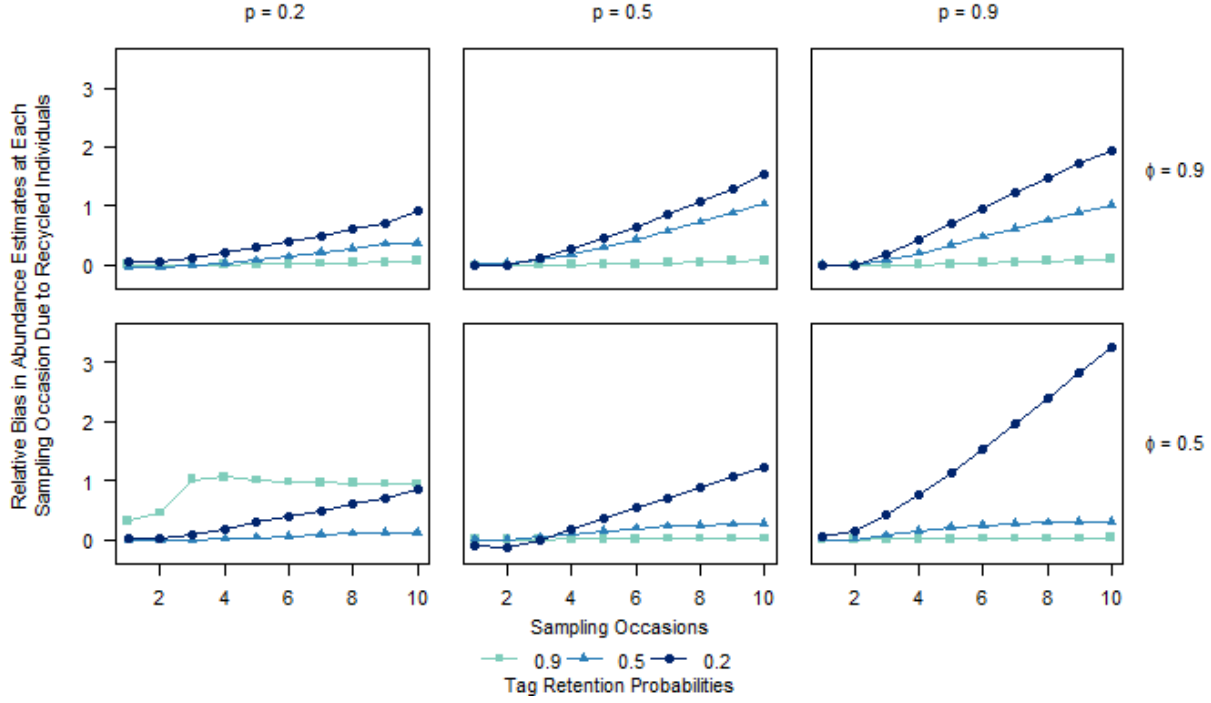 p = 0.2 p = 0.5 p = 0.9
Relative Bias in Abundance Estimates at Each
Sampling Occasion Due to Recycled Individuals
3
2
1
0
ϕ = 0.9
3
2
1
0
ϕ = 0.5
2 4 6 8 10 2 4 6 8 10 2 4 6 8 10
Sampling Occasions
0.9 0.5 0.2
Tag Retention Probabilities